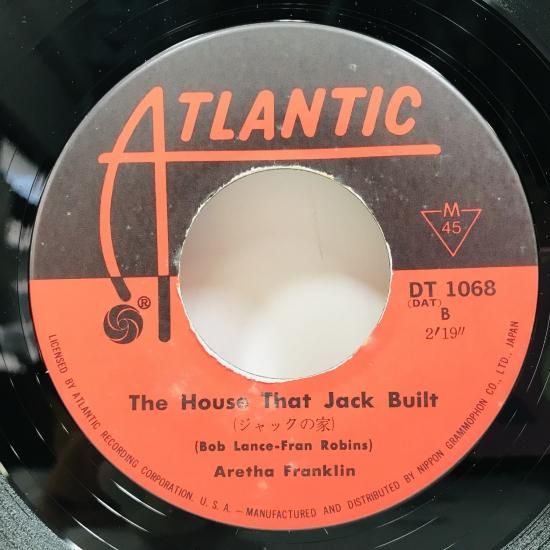 ATLANTIC
M
45
®
DT 1068
(DAT)
B
2'19"
The House That Jack Built
(ジャックの家)
(Bob Lance-Fran Robins)
Aretha Franklin
LICENSED BY ATLANTIC RECORDING CORPORATION, U. S. A. — MANUFACTURED AND DISTRIBUTED BY NIPPON GRAMMOPHON CO., LTD., JAPAN